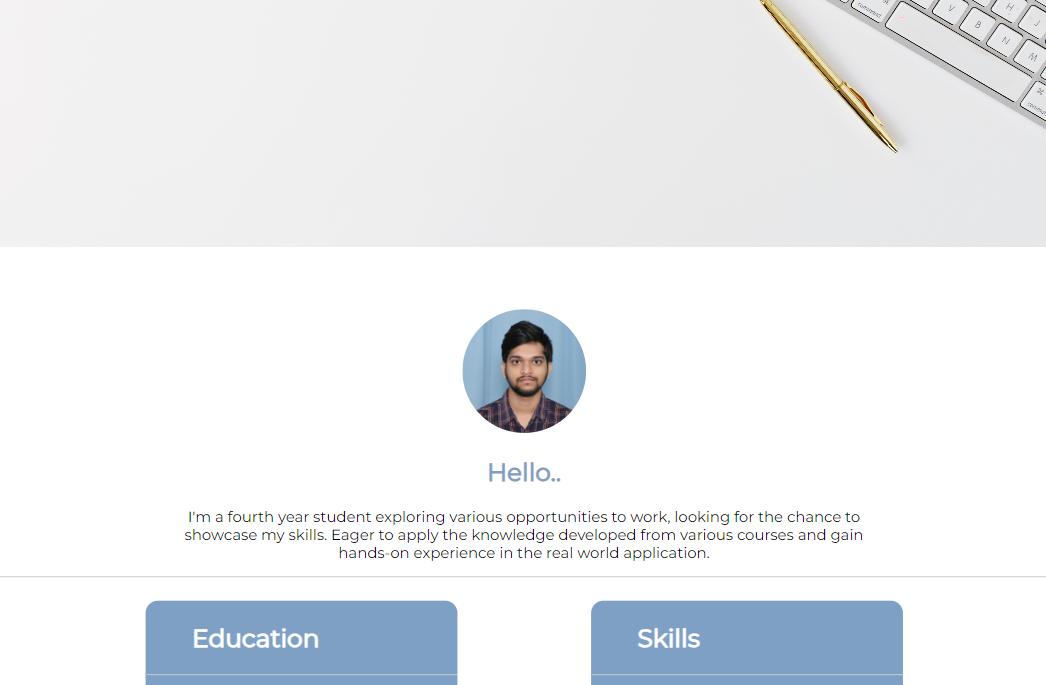 command
V
B
N
M
H
J
⌘
Hello..
I'm a fourth year student exploring various opportunities to work, looking for the chance to
showcase my skills. Eager to apply the knowledge developed from various courses and gain
hands-on experience in the real world application.
Education
Skills